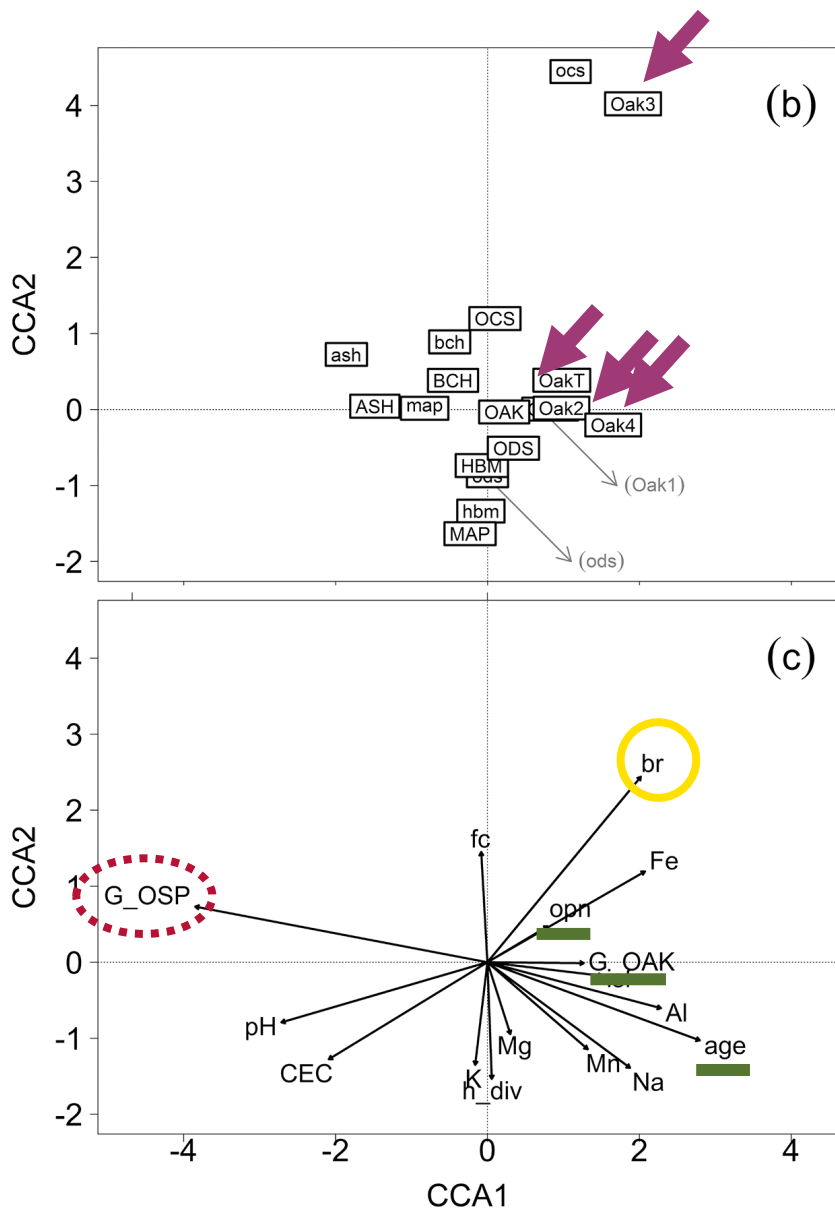 (b)
ocs
Oak3
4
3
2
1
0
-1
-2
CCA2
OCS
bch
ash
BCH
OakT
ASH
map
OAK
Oak2
Oak4
ODS
HBM
ods
(Oak1)
hbm
MAP
(ods)
(c)
4
3
2
1
0
-1
-2
CCA2
br
fc
Fe
G_OSP
opn
G_OAK
Al
pH
age
Mg
Mn
CEC
K
Na
h_div
-4
-2
0
2
4
CCA1